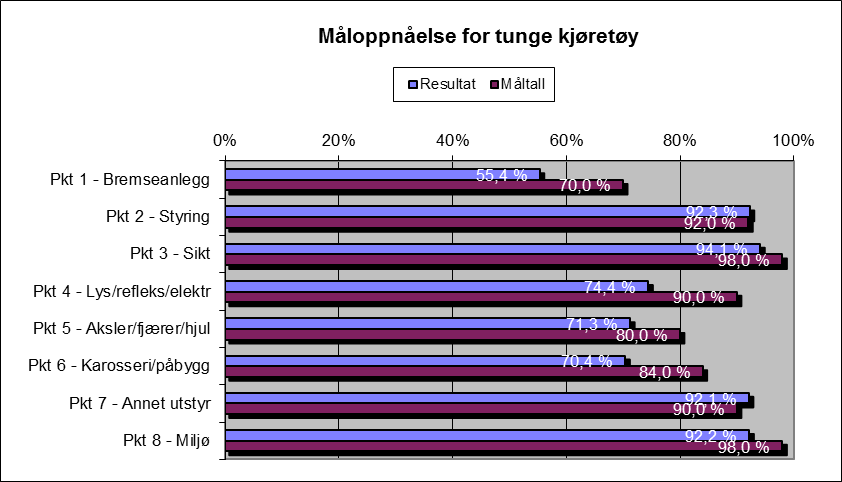 Måloppnåelse for tunge kjøretøy
Resultat Måltall
0% 20% 40% 60% 80% 100%
Pkt 1 - Bremseanlegg 55,4 %
70,0 %
Pkt 2 - Styring 92,3 %
92,0 %
Pkt 3 - Sikt 94,1 %
98,0 %
Pkt 4 - Lys/refleks/elektr 74,4 %
90,0 %
Pkt 5 - Aksler/fjærer/hjul 71,3 %
80,0 %
Pkt 6 - Karosseri/påbygg 70,4 %
84,0 %
Pkt 7 - Annet utstyr 92,1 %
90,0 %
Pkt 8 - Miljø 92,2 %
98,0 %